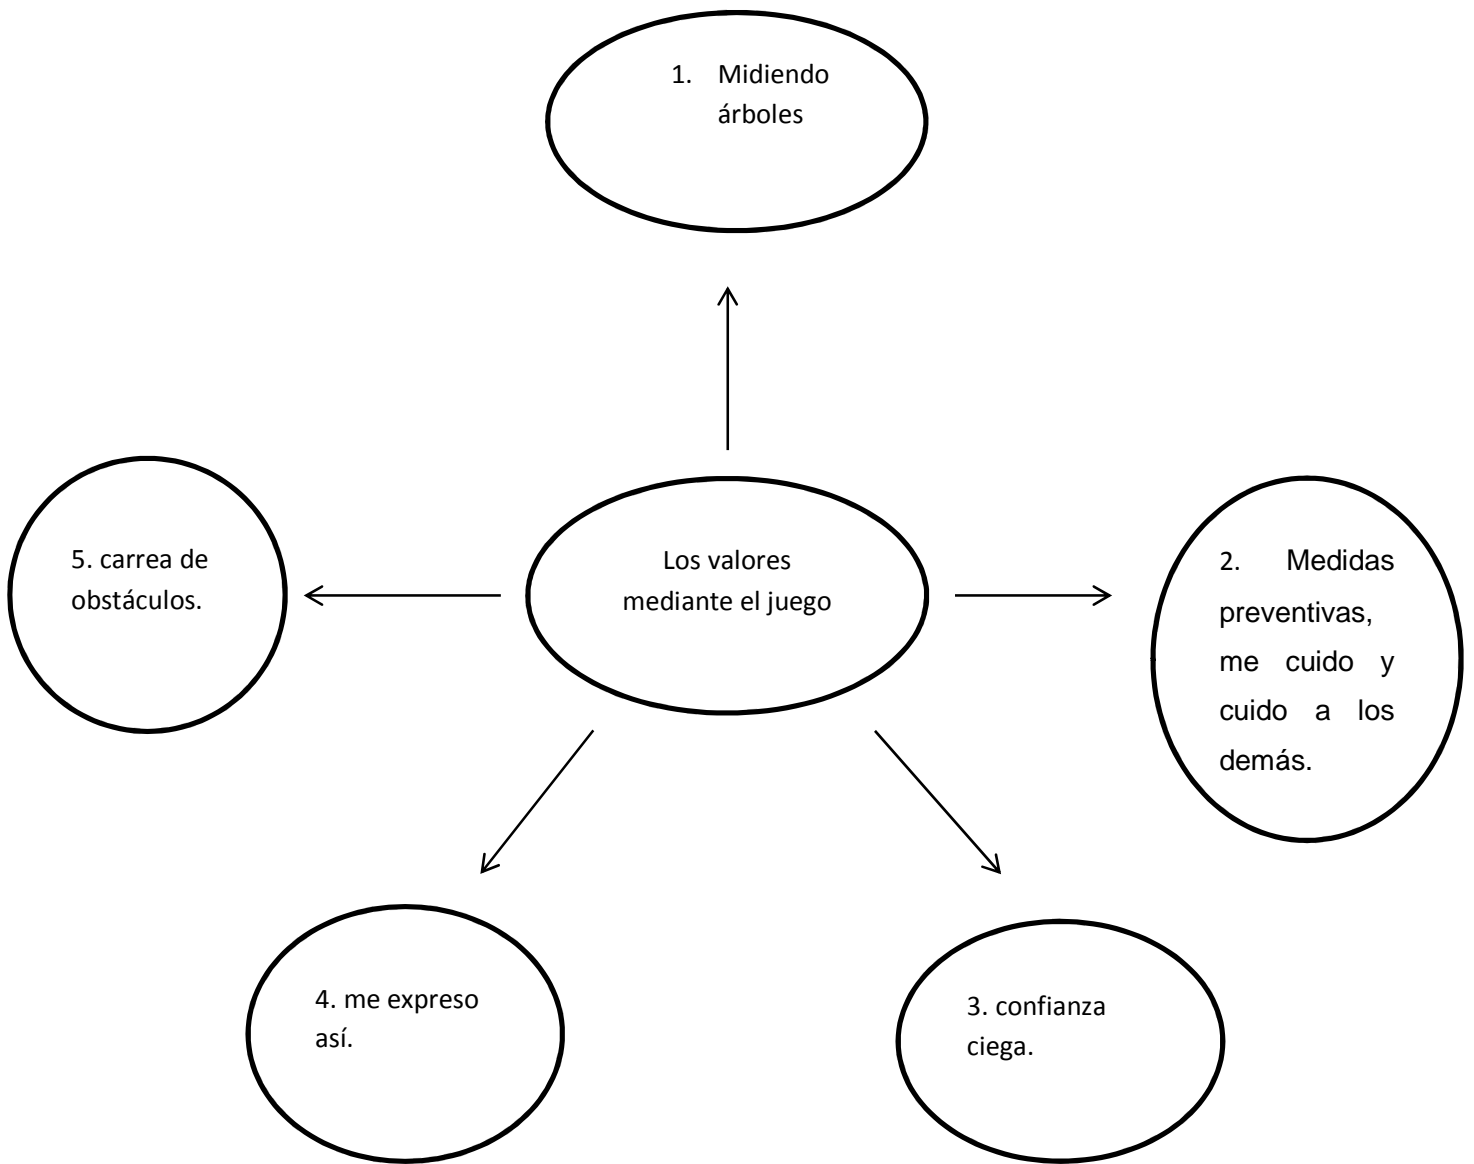 1. Midiendo
árboles
Los valores
mediante el juego
2. Medidas
preventivas,
me cuido y
cuido a los
demás.
3. confianza
ciega.
4. me expreso
así.
5. carrea de
obstáculos.